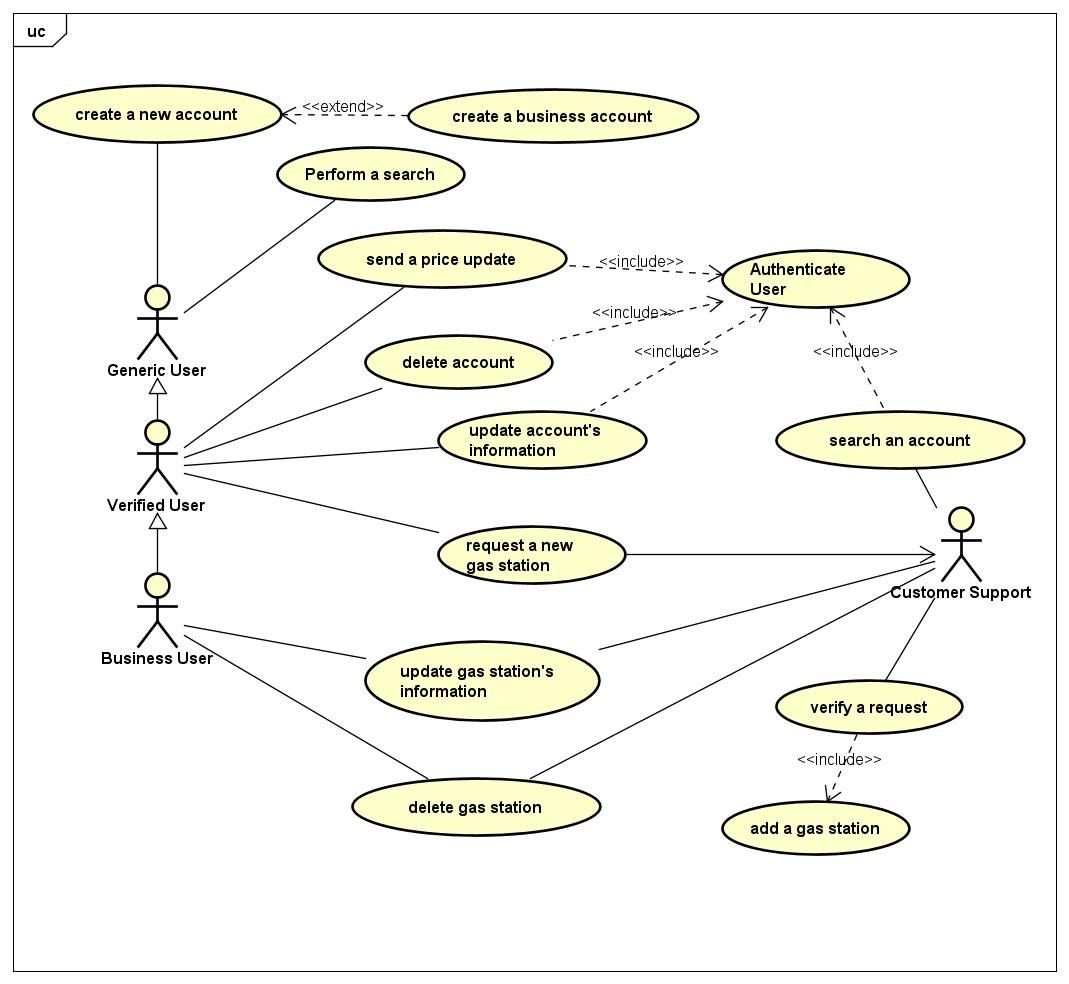 uc
create a new account
<<extend>>
create a business account
Perform a search
send a price update
<<include>>
Authenticate
User
<<include>>
delete account
<<include>>
<<include>>
Generic User
update account's
information
search an account
Verified User
request a new
gas station
Customer Support
Business User
update gas station's
information
verify a request
<<include>>
delete gas station
add a gas station